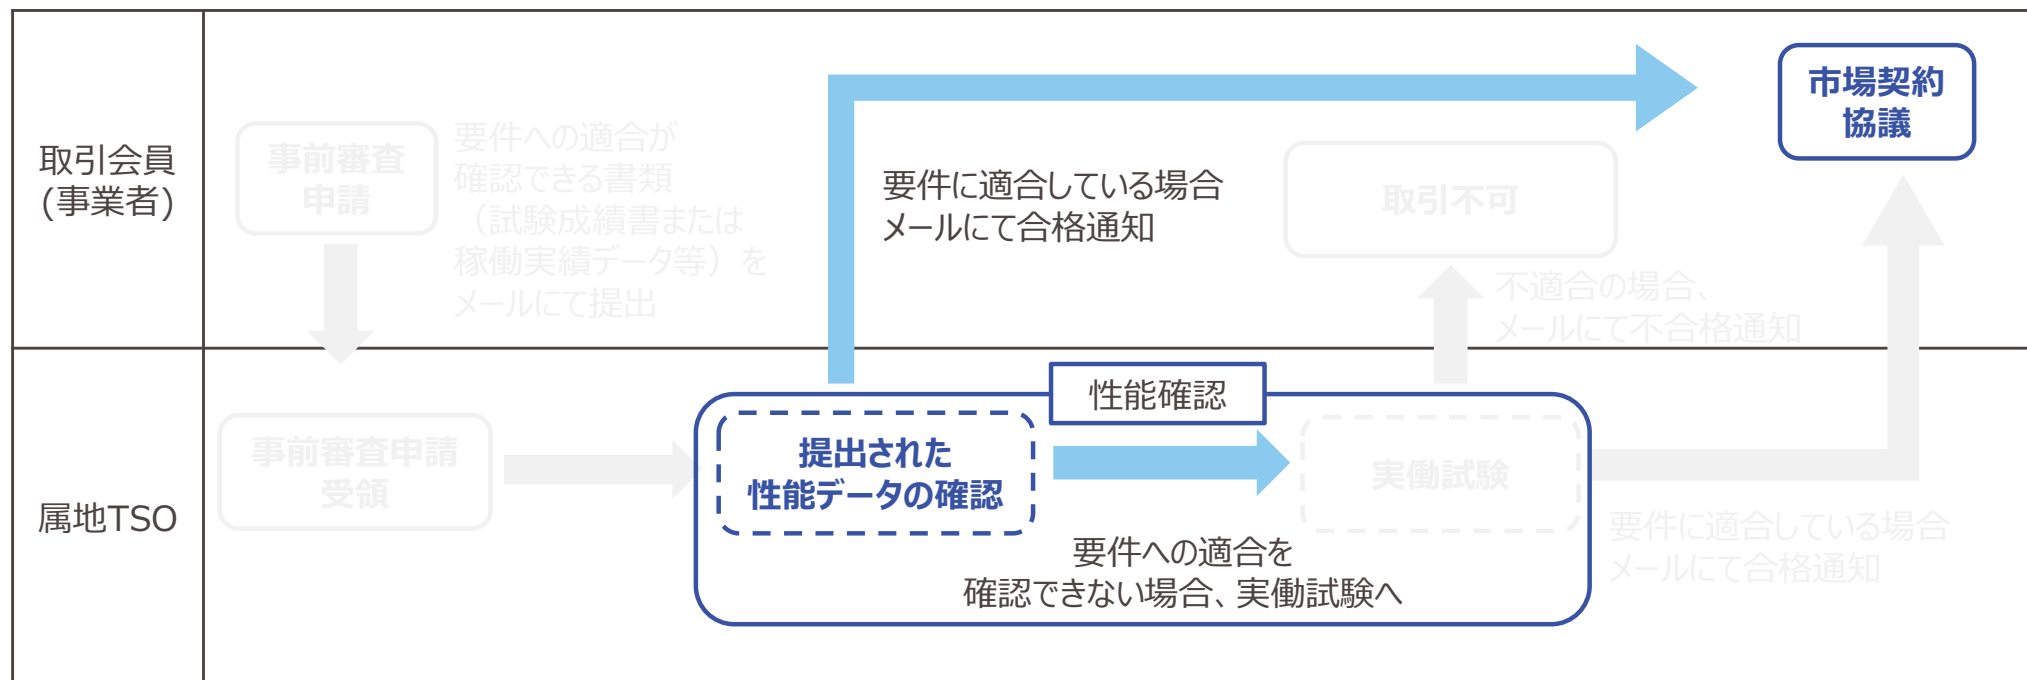 取引会員
(事業者)
事前審査
申請
要件への適合が
確認できる書類
（試験成績書または
稼働実績データ等）を
メールにて提出
要件に適合している場合
メールにて合格通知
取引不可
不適合の場合、
メールにて不合格通知
市場契約
協議
属地TSO
事前審査申請
受領
性能確認
提出された
性能データの確認
要件への適合を
確認できない場合、実働試験へ
実働試験
要件に適合している場合
メールにて合格通知